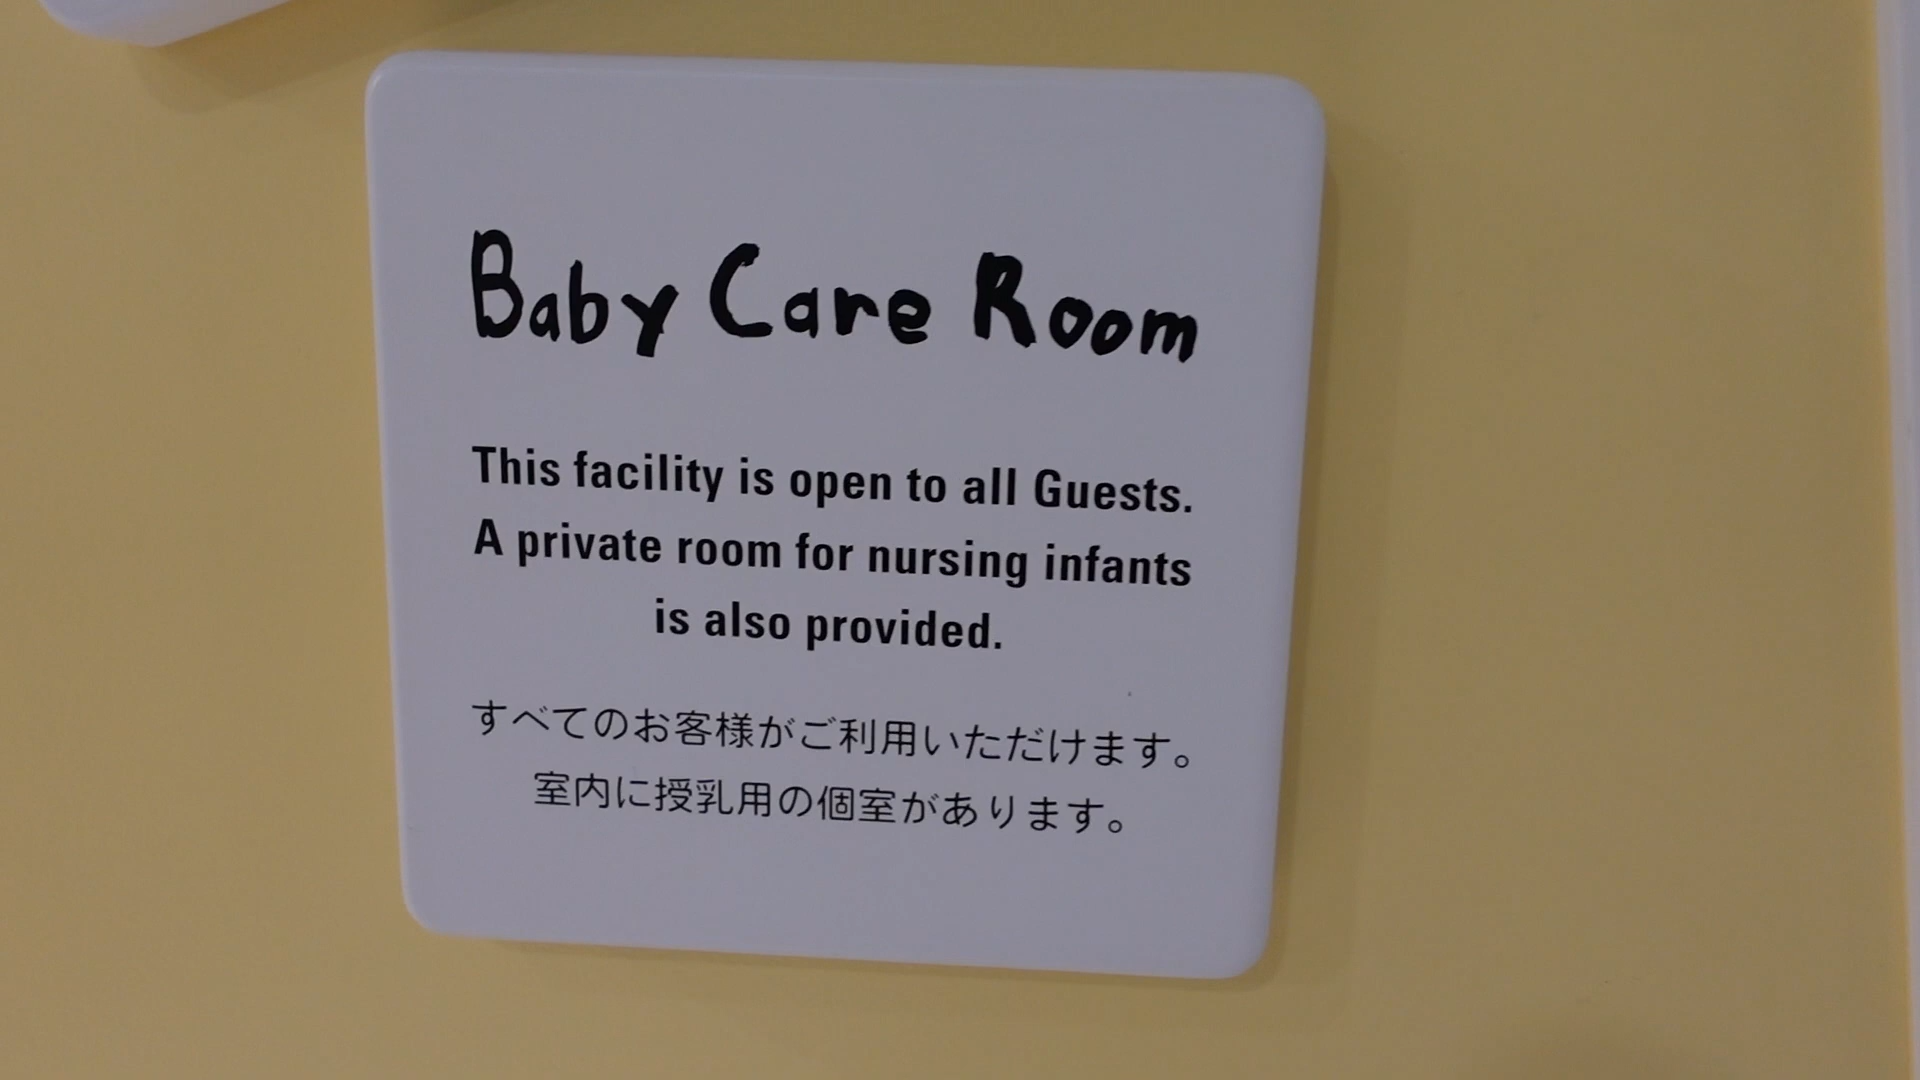 Baby Care Room
This facility is open to all Guests.
A private room for nursing infants
is also provided.
すべてのお客様がご利用いただけます。
室内に授乳用の個室があります。